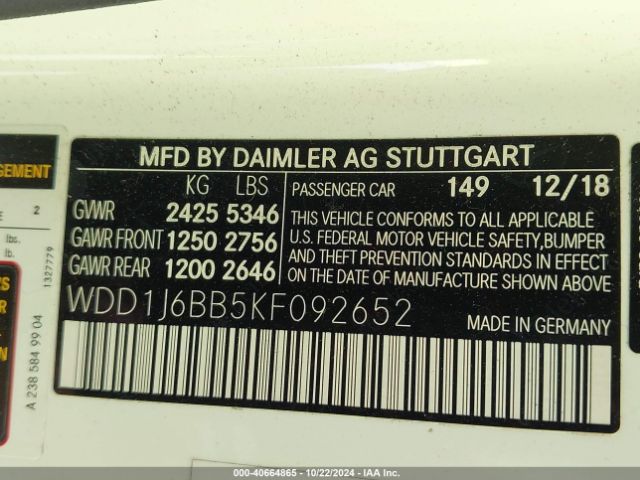 MFD BY DAIMLER AG STUTTGART
KG LBS
GVWR 2425 5346
GAWR FRONT 1250 2756
GAWR REAR 1200 2646
PASSENGER CAR 149 12/18
THIS VEHICLE CONFORMS TO ALL APPLICABLE
U.S. FEDERAL MOTOR VEHICLE SAFETY,BUMPER
AND THEFT PREVENTION STANDARDS IN EFFECT
ON THE DATE OF MANUFACTURE SHOWN ABOVE
WDD1J6BB5KF092652
MADE IN GERMANY
2
lbs.
lb.
1327779
A 238 584 99 04
000-40664865 - 10/22/2024 - IAA Inc.